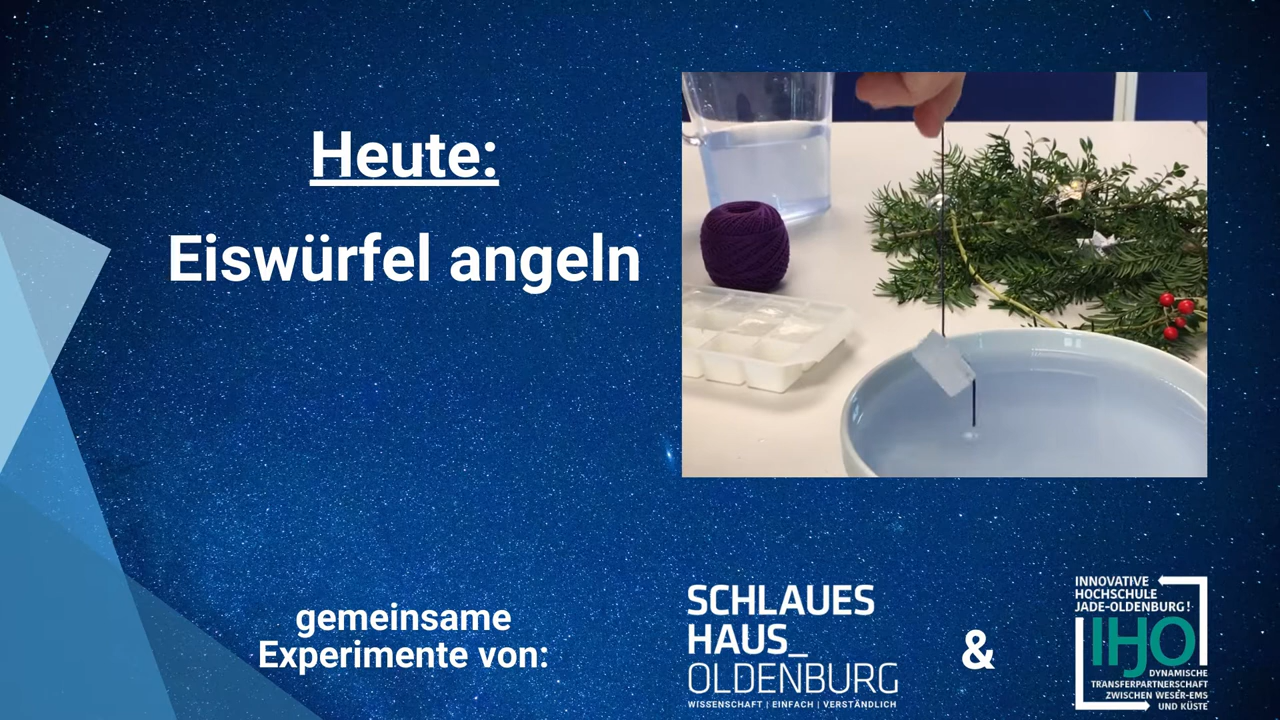 Heute:
Eiswürfel angeln
gemeinsame
Experimente von:
SCHLAUES
HAUS_
OLDENBURG
WISSENSCHAFT | EINFACH | VERSTÄNDLICH
&
INNOVATIVE
HOCHSCHULE
JADE-OLDENBURG!
IHJO
DYNAMISCHE
TRANSFERPARTNERSCHAFT
ZWISCHEN WESER-EMS
UND KÜSTE